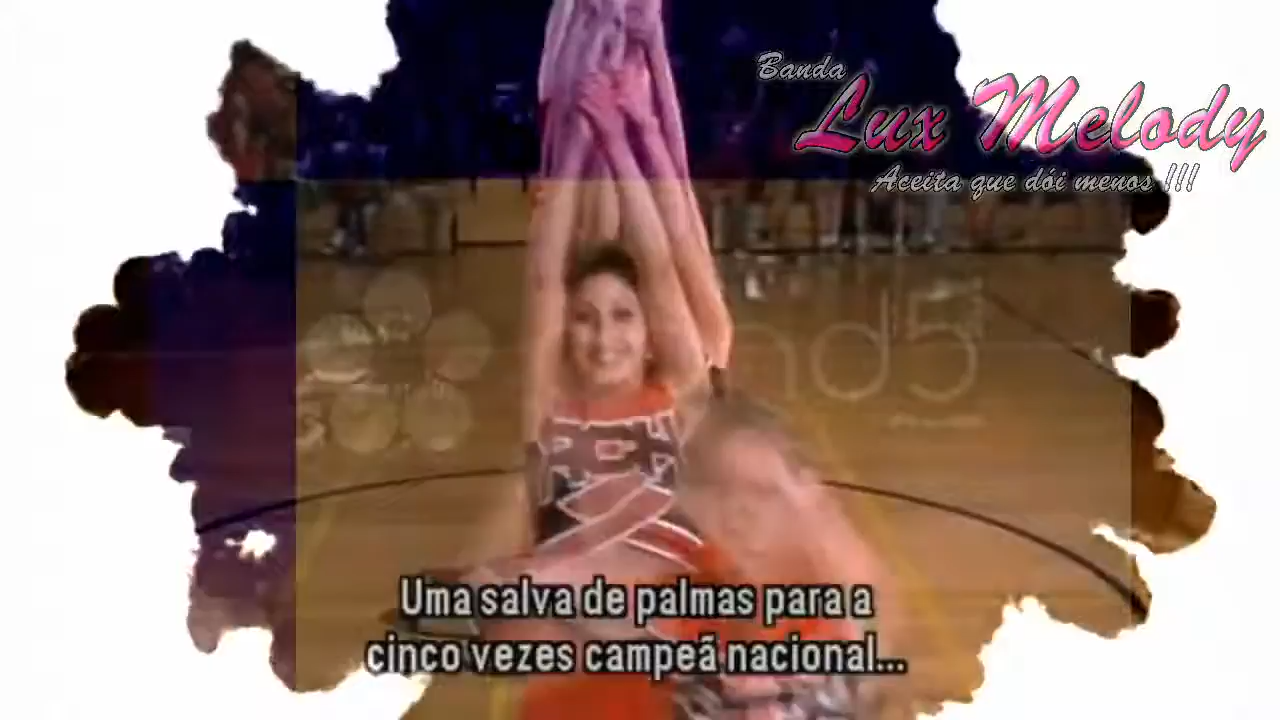 Banda
Lux Melody
Aceita que dói menos !!!
Uma salva de palmas para a
cinco vezes campeã nacional...